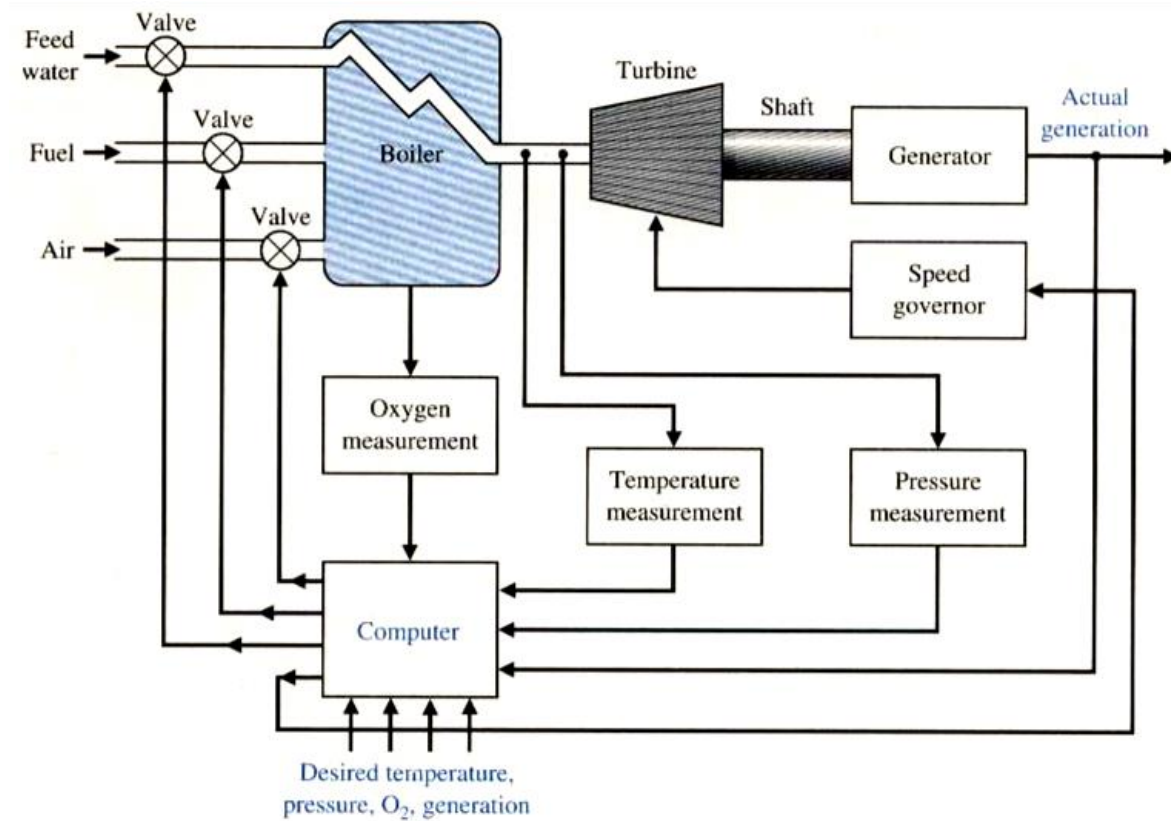 Valve
Feed
water
Valve
Fuel
Valve
Air
Boiler
Turbine
Shaft
Generator
Actual
generation
Speed
governor
Oxygen
measurement
Temperature
measurement
Pressure
measurement
Computer
Desired temperature,
pressure, O₂, generation